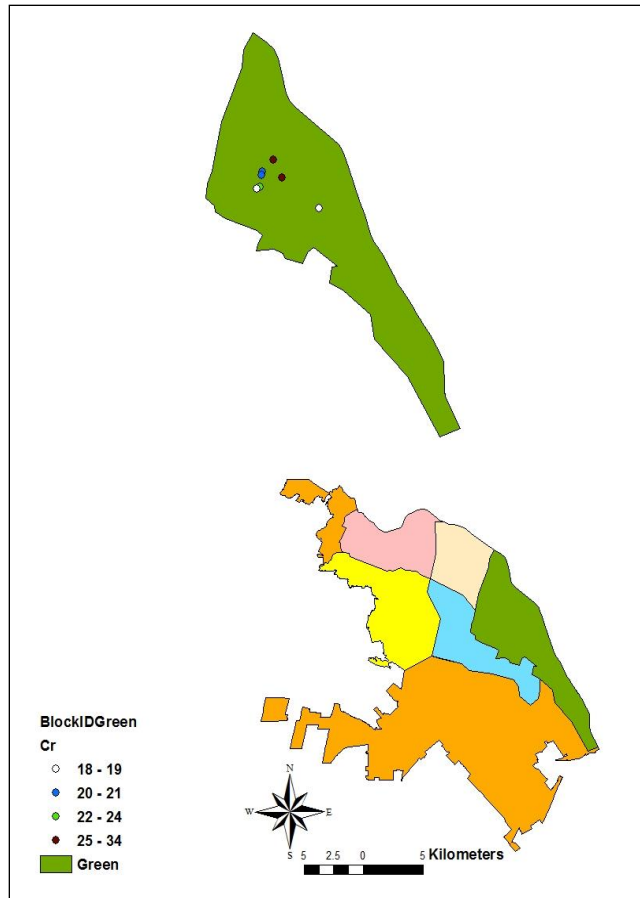 BlockIDGreen
Cr
18 - 19
20 - 21
22 - 24
25 - 34
Green
N
W E
S
5 2.5 0 5 Kilometers